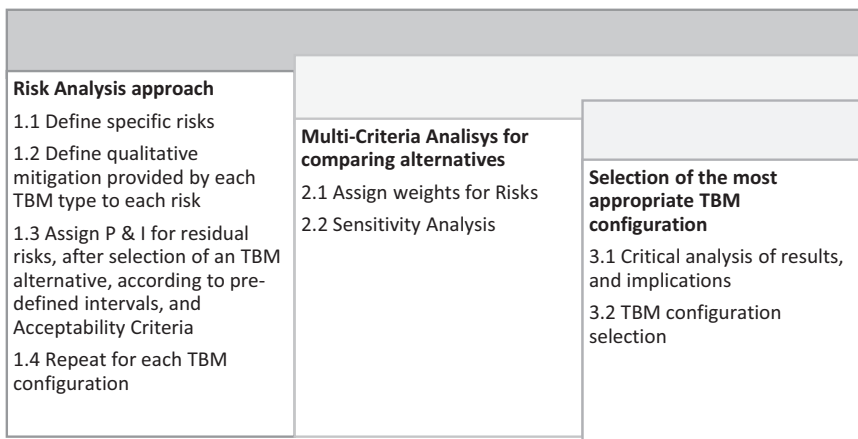 Risk Analysis approach
1.1 Define specific risks
1.2 Define qualitative
mitigation provided by each
TBM type to each risk
1.3 Assign P & I for residual
risks, after selection of an TBM
alternative, according to pre-
defined intervals, and
Acceptability Criteria
1.4 Repeat for each TBM
configuration
Multi-Criteria Analisys for
comparing alternatives
2.1 Assign weights for Risks
2.2 Sensitivity Analysis
Selection of the most
appropriate TBM
configuration
3.1 Critical analysis of results,
and implications
3.2 TBM configuration
selection